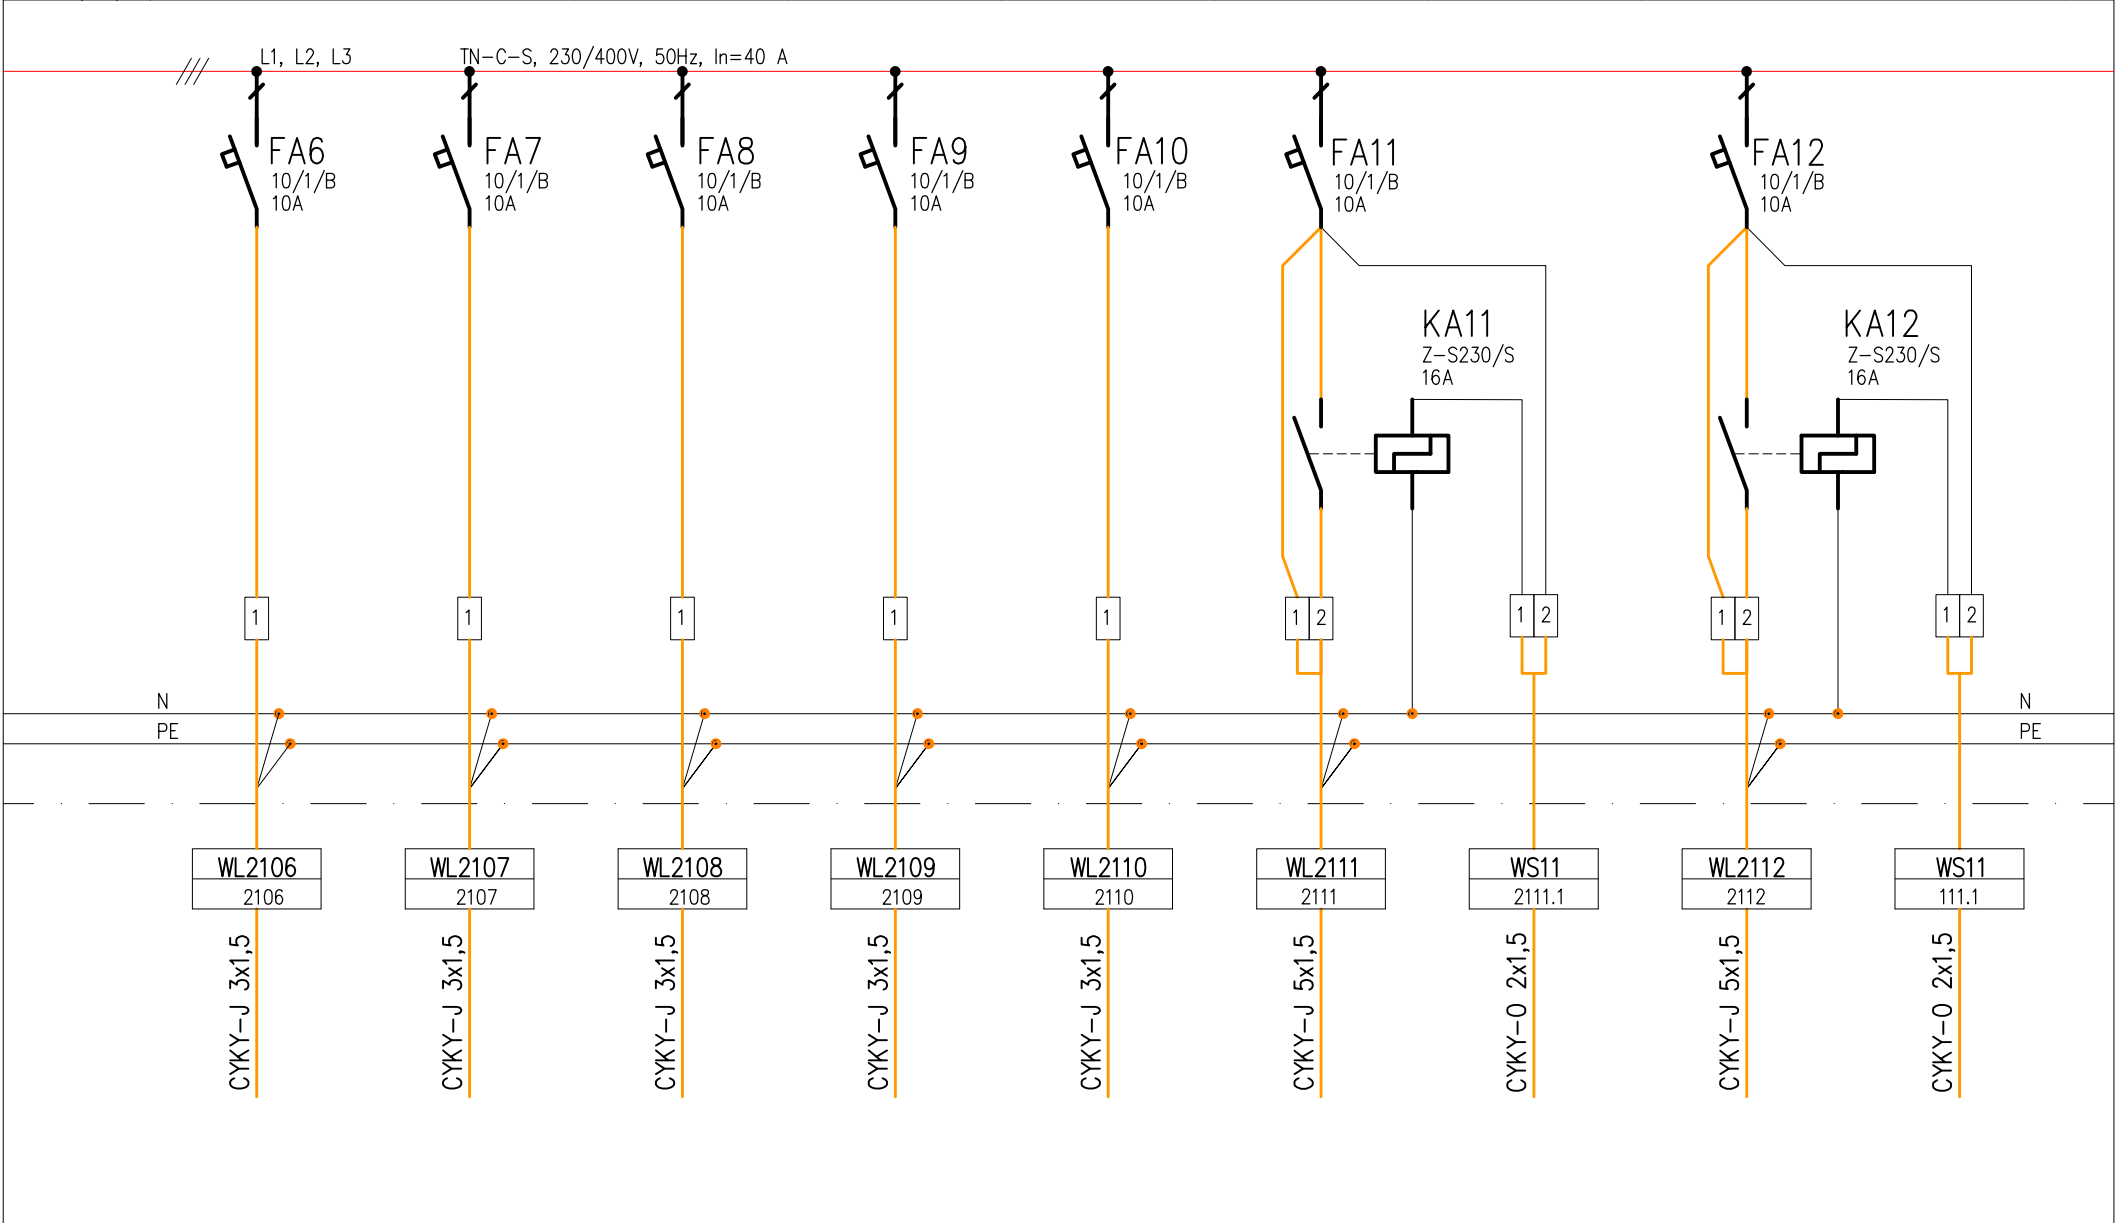 L1, L2, L3
TN-C-S, 230/400V, 50Hz, In=40 A
FA6
10/1/B
10A
FA7
10/1/B
10A
FA8
10/1/B
10A
FA9
10/1/B
10A
FA10
10/1/B
10A
FA11
10/1/B
10A
FA12
10/1/B
10A
KA11
Z-S230/S
16A
KA12
Z-S230/S
16A
1
1
1
1
1
1 2
1 2
1 2
1 2
N
N
PE
PE
WL2106
2106
WL2107
2107
WL2108
2108
WL2109
2109
WL2110
2110
WL2111
2111
WS11
2111.1
WL2112
2112
WS11
111.1
CYKY-J 3x1,5
CYKY-J 3x1,5
CYKY-J 3x1,5
CYKY-J 3x1,5
CYKY-J 3x1,5
CYKY-J 5x1,5
CYKY-O 2x1,5
CYKY-J 5x1,5
CYKY-O 2x1,5